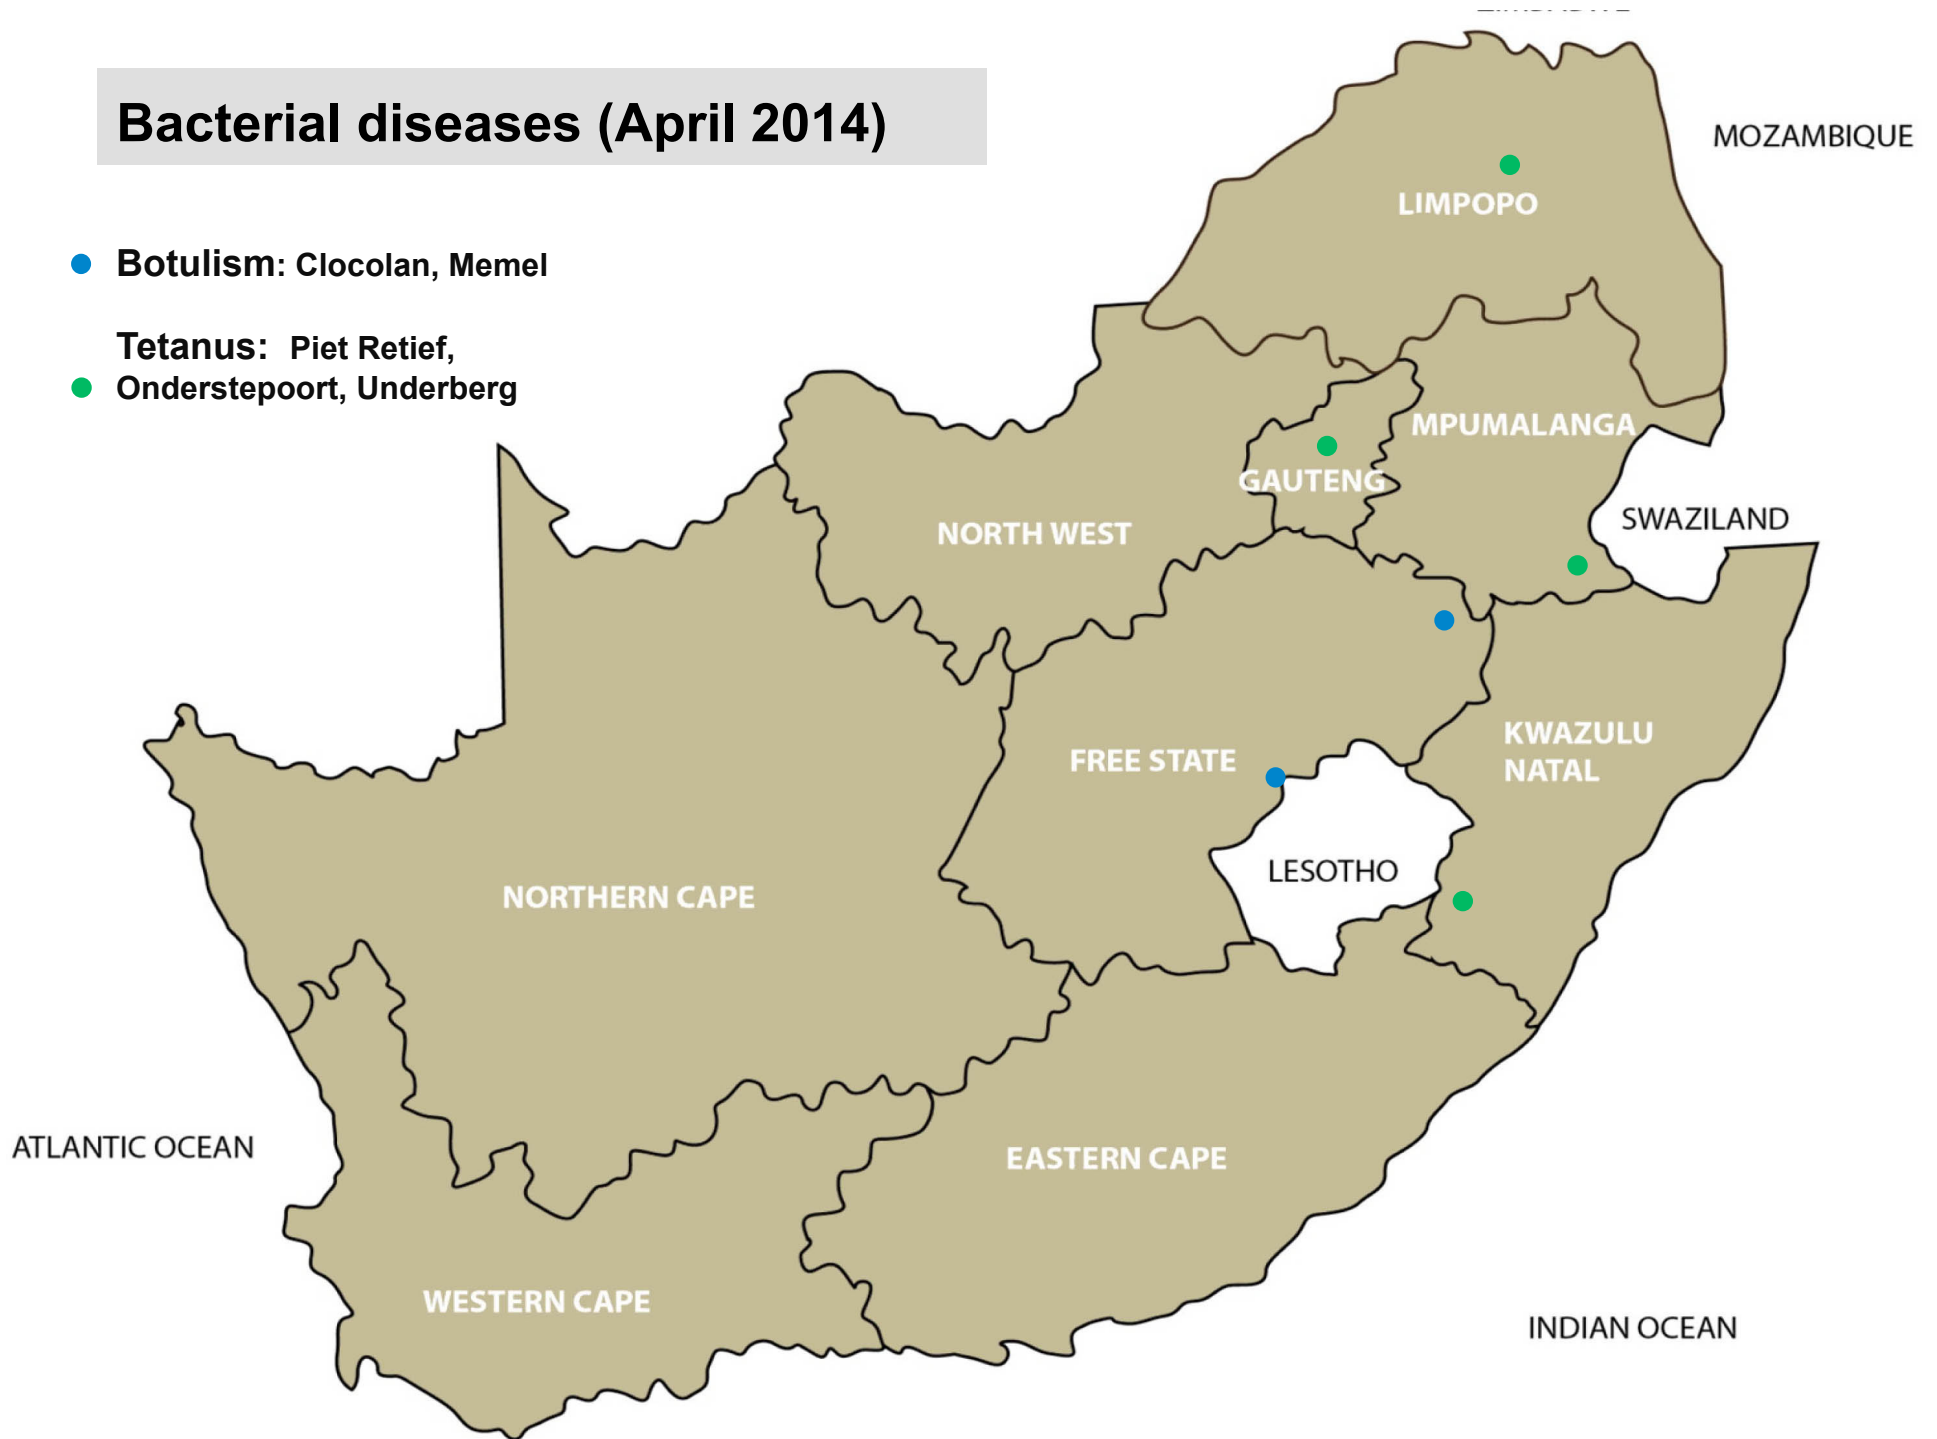 Bacterial diseases (April 2014)
Botulism: Clocolan, Memel
Tetanus: Piet Retief,
Onderstepoort, Underberg
MOZAMBIQUE
LIMPOPO
MPUMALANGA
GAUTENG
SWAZILAND
NORTH WEST
KWAZULU
NATAL
FREE STATE
LESOTHO
NORTHERN CAPE
ATLANTIC OCEAN
EASTERN CAPE
WESTERN CAPE
INDIAN OCEAN